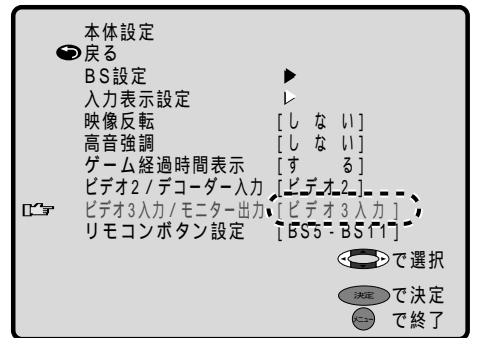 本体設定
戻る
BS設定
入力表示設定
映像反転 [しない]
高音強調 [しない]
ゲーム経過時間表示 [する]
ビデオ2/デコーダー入力 [ビデオ2]
ビデオ3入力/モニター出力 [ビデオ3入力]
リモコンボタン設定 [BS5-BS11]
で選択
決定 で決定
メニュー で終了